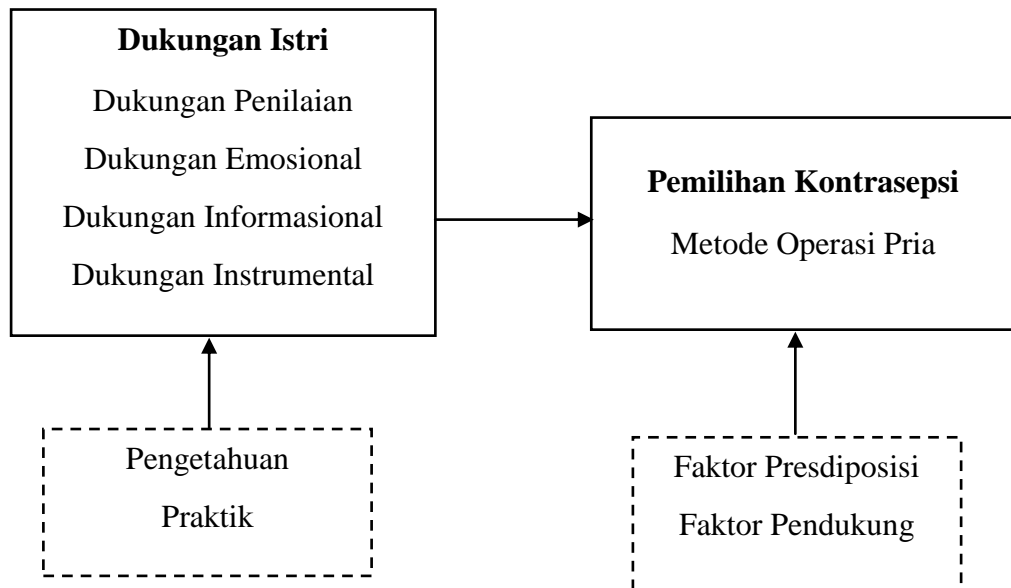 Dukungan Istri
Dukungan Penilaian
Dukungan Emosional
Dukungan Informasional
Dukungan Instrumental
Pemilihan Kontrasepsi
Metode Operasi Pria
Pengetahuan
Praktik
Faktor Presdiposisi
Faktor Pendukung